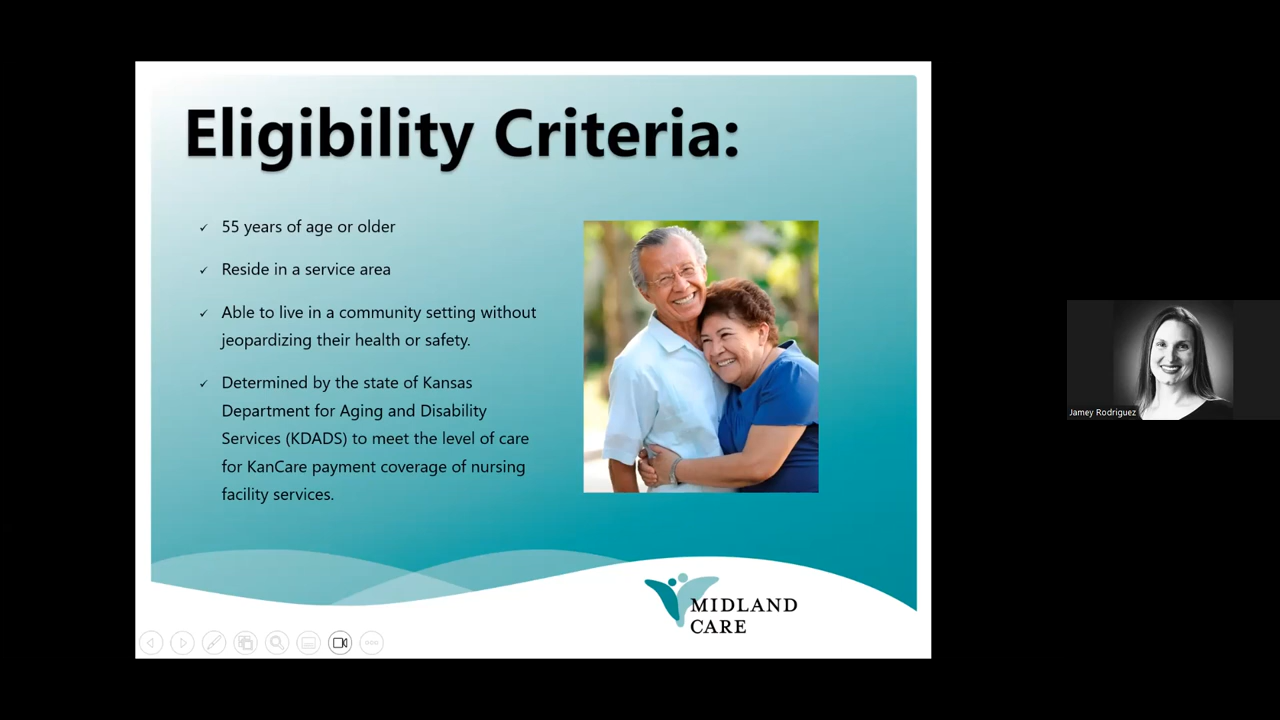 Eligibility Criteria:
✓ 55 years of age or older
✓ Reside in a service area
✓ Able to live in a community setting without
jeopardizing their health or safety.
✓ Determined by the state of Kansas
Department for Aging and Disability
Services (KDADS) to meet the level of care
for KanCare payment coverage of nursing
facility services.
MIDLAND
CARE
Jamey Rodriguez